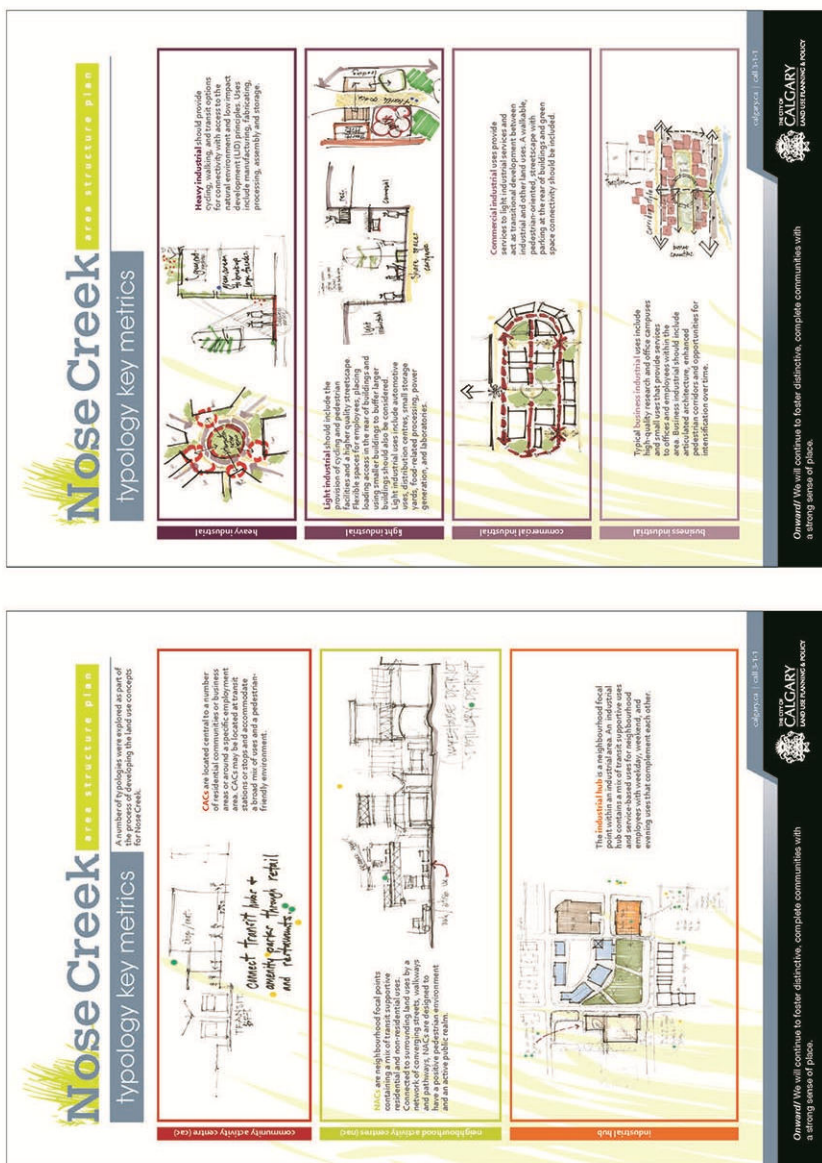 Nose Creek area structure plan
typology key metrics
A number of typologies were explored as part of
the process of developing the land use concepts
for Nose Creek.
community activity centre (cac)
shop/rest.
TRANSIT
connect transit hub to
amenity parks through retail
and restaurants.
CACs are located central to a number
of residential communities or business
areas or around a specific employment
area. CACs may be located at transit
stations or stops and accommodate
a broad mix of uses and a pedestrian-
friendly environment.
neighbourhood activity centres (nac)
NACs are neighbourhood focal points
containing a mix of transit supportive
residential and non-residential uses.
Connected to surrounding land uses by a
network of converging streets, walkways
and pathways, NACs are designed to
have a positive pedestrian environment
and an active public realm.
WAREHOUSE DISTRICT
DISTRICT
industrial hub
The industrial hub is a neighbourhood focal
point within an industrial area. An industrial
hub contains a mix of transit supportive uses
and service-based uses for neighbourhood
employees with weekday, weekend, and
evening uses that complement each other.
calgary.ca | call 3-1-1
Onward/ We will continue to foster distinctive, complete communities with
a strong sense of place.
THE CITY OF
CALGARY
LAND USE PLANNING & POLICY
Nose Creek area structure plan
typology key metrics
heavy industrial
Heavy industrial should provide
cycling, walking, and transit options
for connectivity with access to the
natural environment and low impact
development (LID) principles. Uses
include manufacturing, fabricating,
processing, assembly and storage.
light industrial
Light industrial should include the
provision of cycling and pedestrian
facilities and a higher quality streetscape.
Flexible spaces for employees, placing
loading access in the rear of buildings and
using smaller buildings to buffer larger
buildings should also be considered.
Light industrial uses include automotive
uses, distribution centres, small storage
yards, food-related processing, power
generation, and laboratories.
light
industrial
commercial industrial
Commercial industrial uses provide
services to light industrial services and
act as transitional development between
industrial and other land uses. A walkable,
pedestrian-oriented, streetscape with
parking at the rear of buildings and green
space connectivity should be included.
business industrial
Typical business industrial uses include
high-quality research and office campuses
and small uses that provide services
to offices and employees within the
area. Business industrial should include
articulated architecture, enhanced
pedestrian corridors and opportunities for
intensification over time.
calgary.ca | call 3-1-1
Onward/ We will continue to foster distinctive, complete communities with
a strong sense of place.
THE CITY OF
CALGARY
LAND USE PLANNING & POLICY